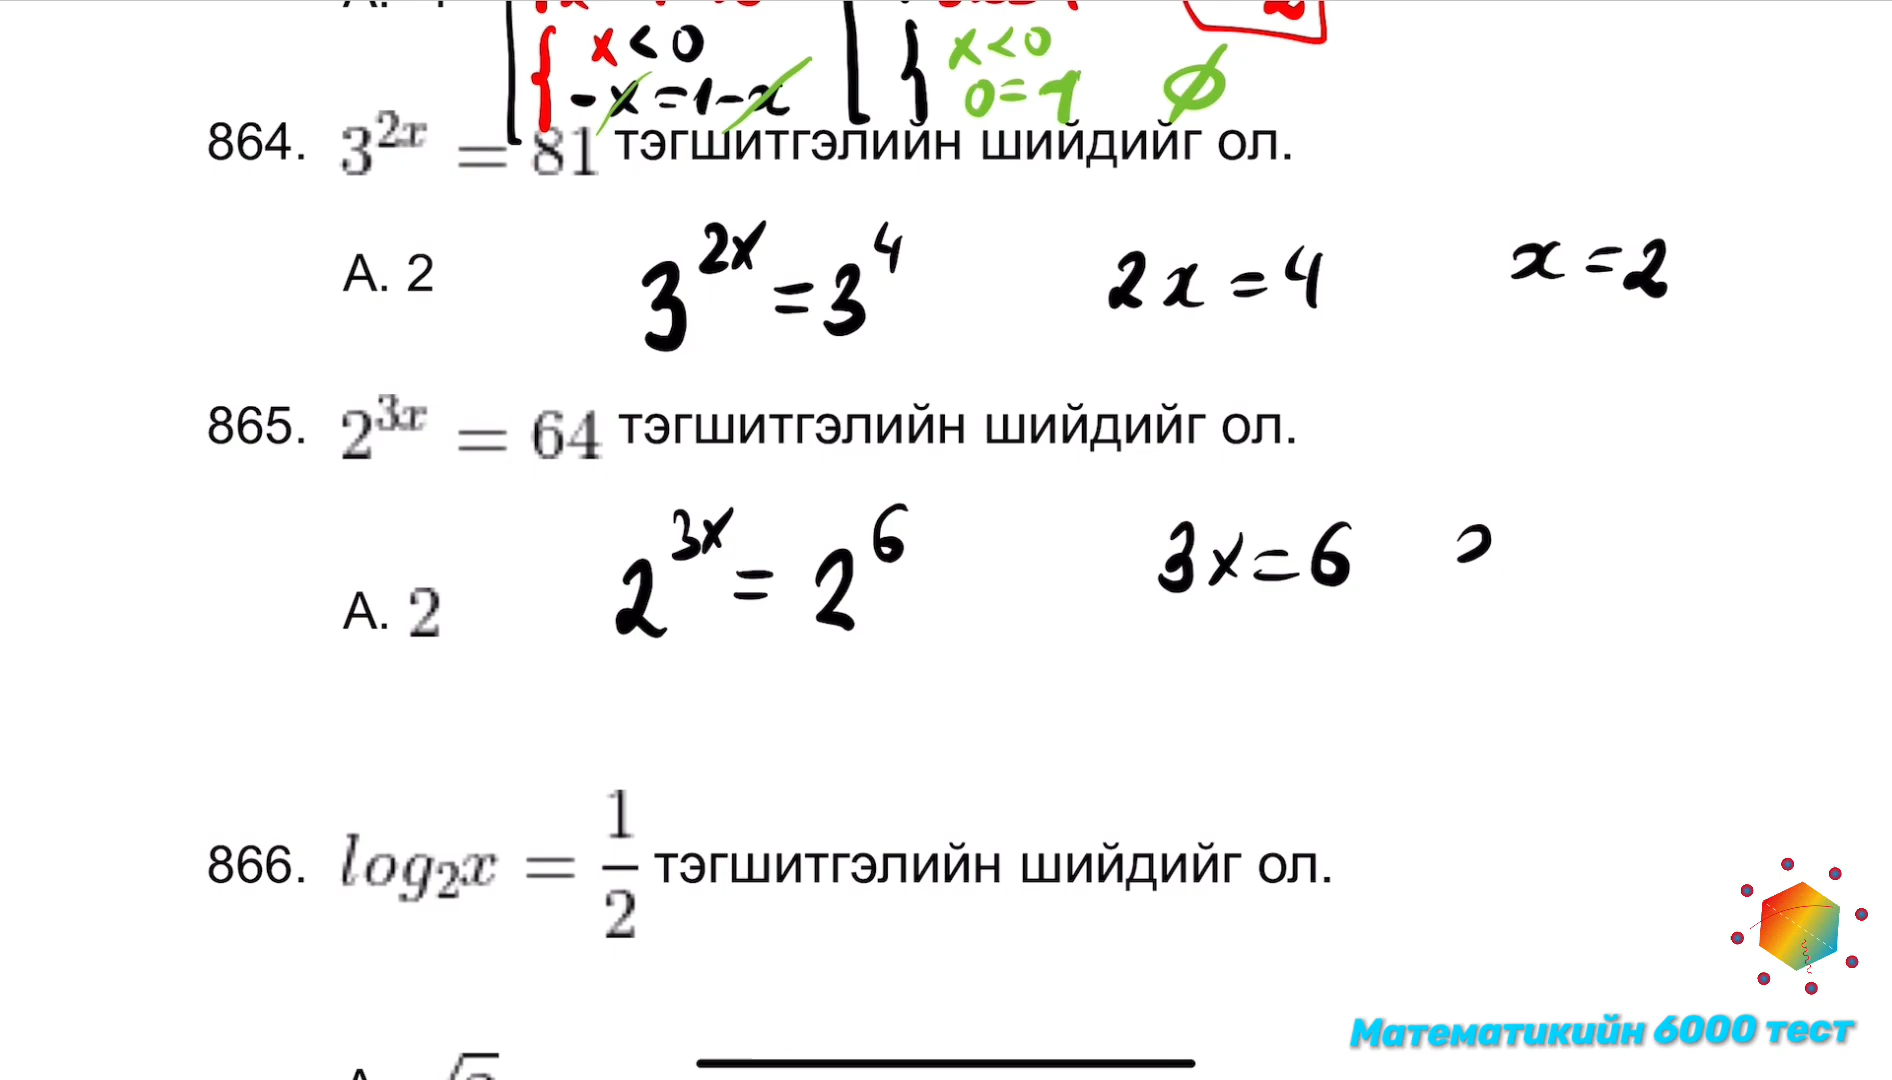 x<0 x<0
-x=1-x 0=1 ∅
864. 3^{2x} = 81 тэгшитгэлийн шийдийг ол.
A. 2 3^{2x} = 3^4 2x=4 x=2
865. 2^{3x} = 64 тэгшитгэлийн шийдийг ол.
A. 2 2^{3x} = 2^6 3x=6
866. log_2x = \frac{1}{2} тэгшитгэлийн шийдийг ол.
Математикийн 6000 тест